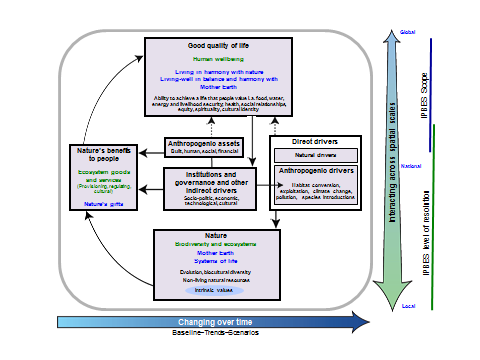 Good quality of life
Human wellbeing
Living in harmony with nature
Living-well in balance and harmony with
Mother Earth
Ability to achieve a life that people value i.e. food, water,
energy and livelihood security, health, social relationships,
equity, spirituality, cultural identity
Anthropogenio assets
Built, human, social, financial
Direct drivers
Natural drivers
Anthropogenio drivers
Habitat conversion,
exploitation, climate change,
pollution, species introductions
Nature's benefits
to people
Ecosystem goods
and services
(Provisioning, regulating,
cultural)
Nature's gifts
Institutions and
governance and other
indirect drivers
Socio-politic, economic,
technological, cultural
Nature
Biodiversity and ecosystems
Mother Earth
Systems of life
Evolution, biocultural diversity
Non-living natural resources
Intrinsic values
Changing over time
Baseline-Trends-Scenarios
Global
Interacting across spatial scales
National
Local
IPBES Scope
IPBES level of resolution